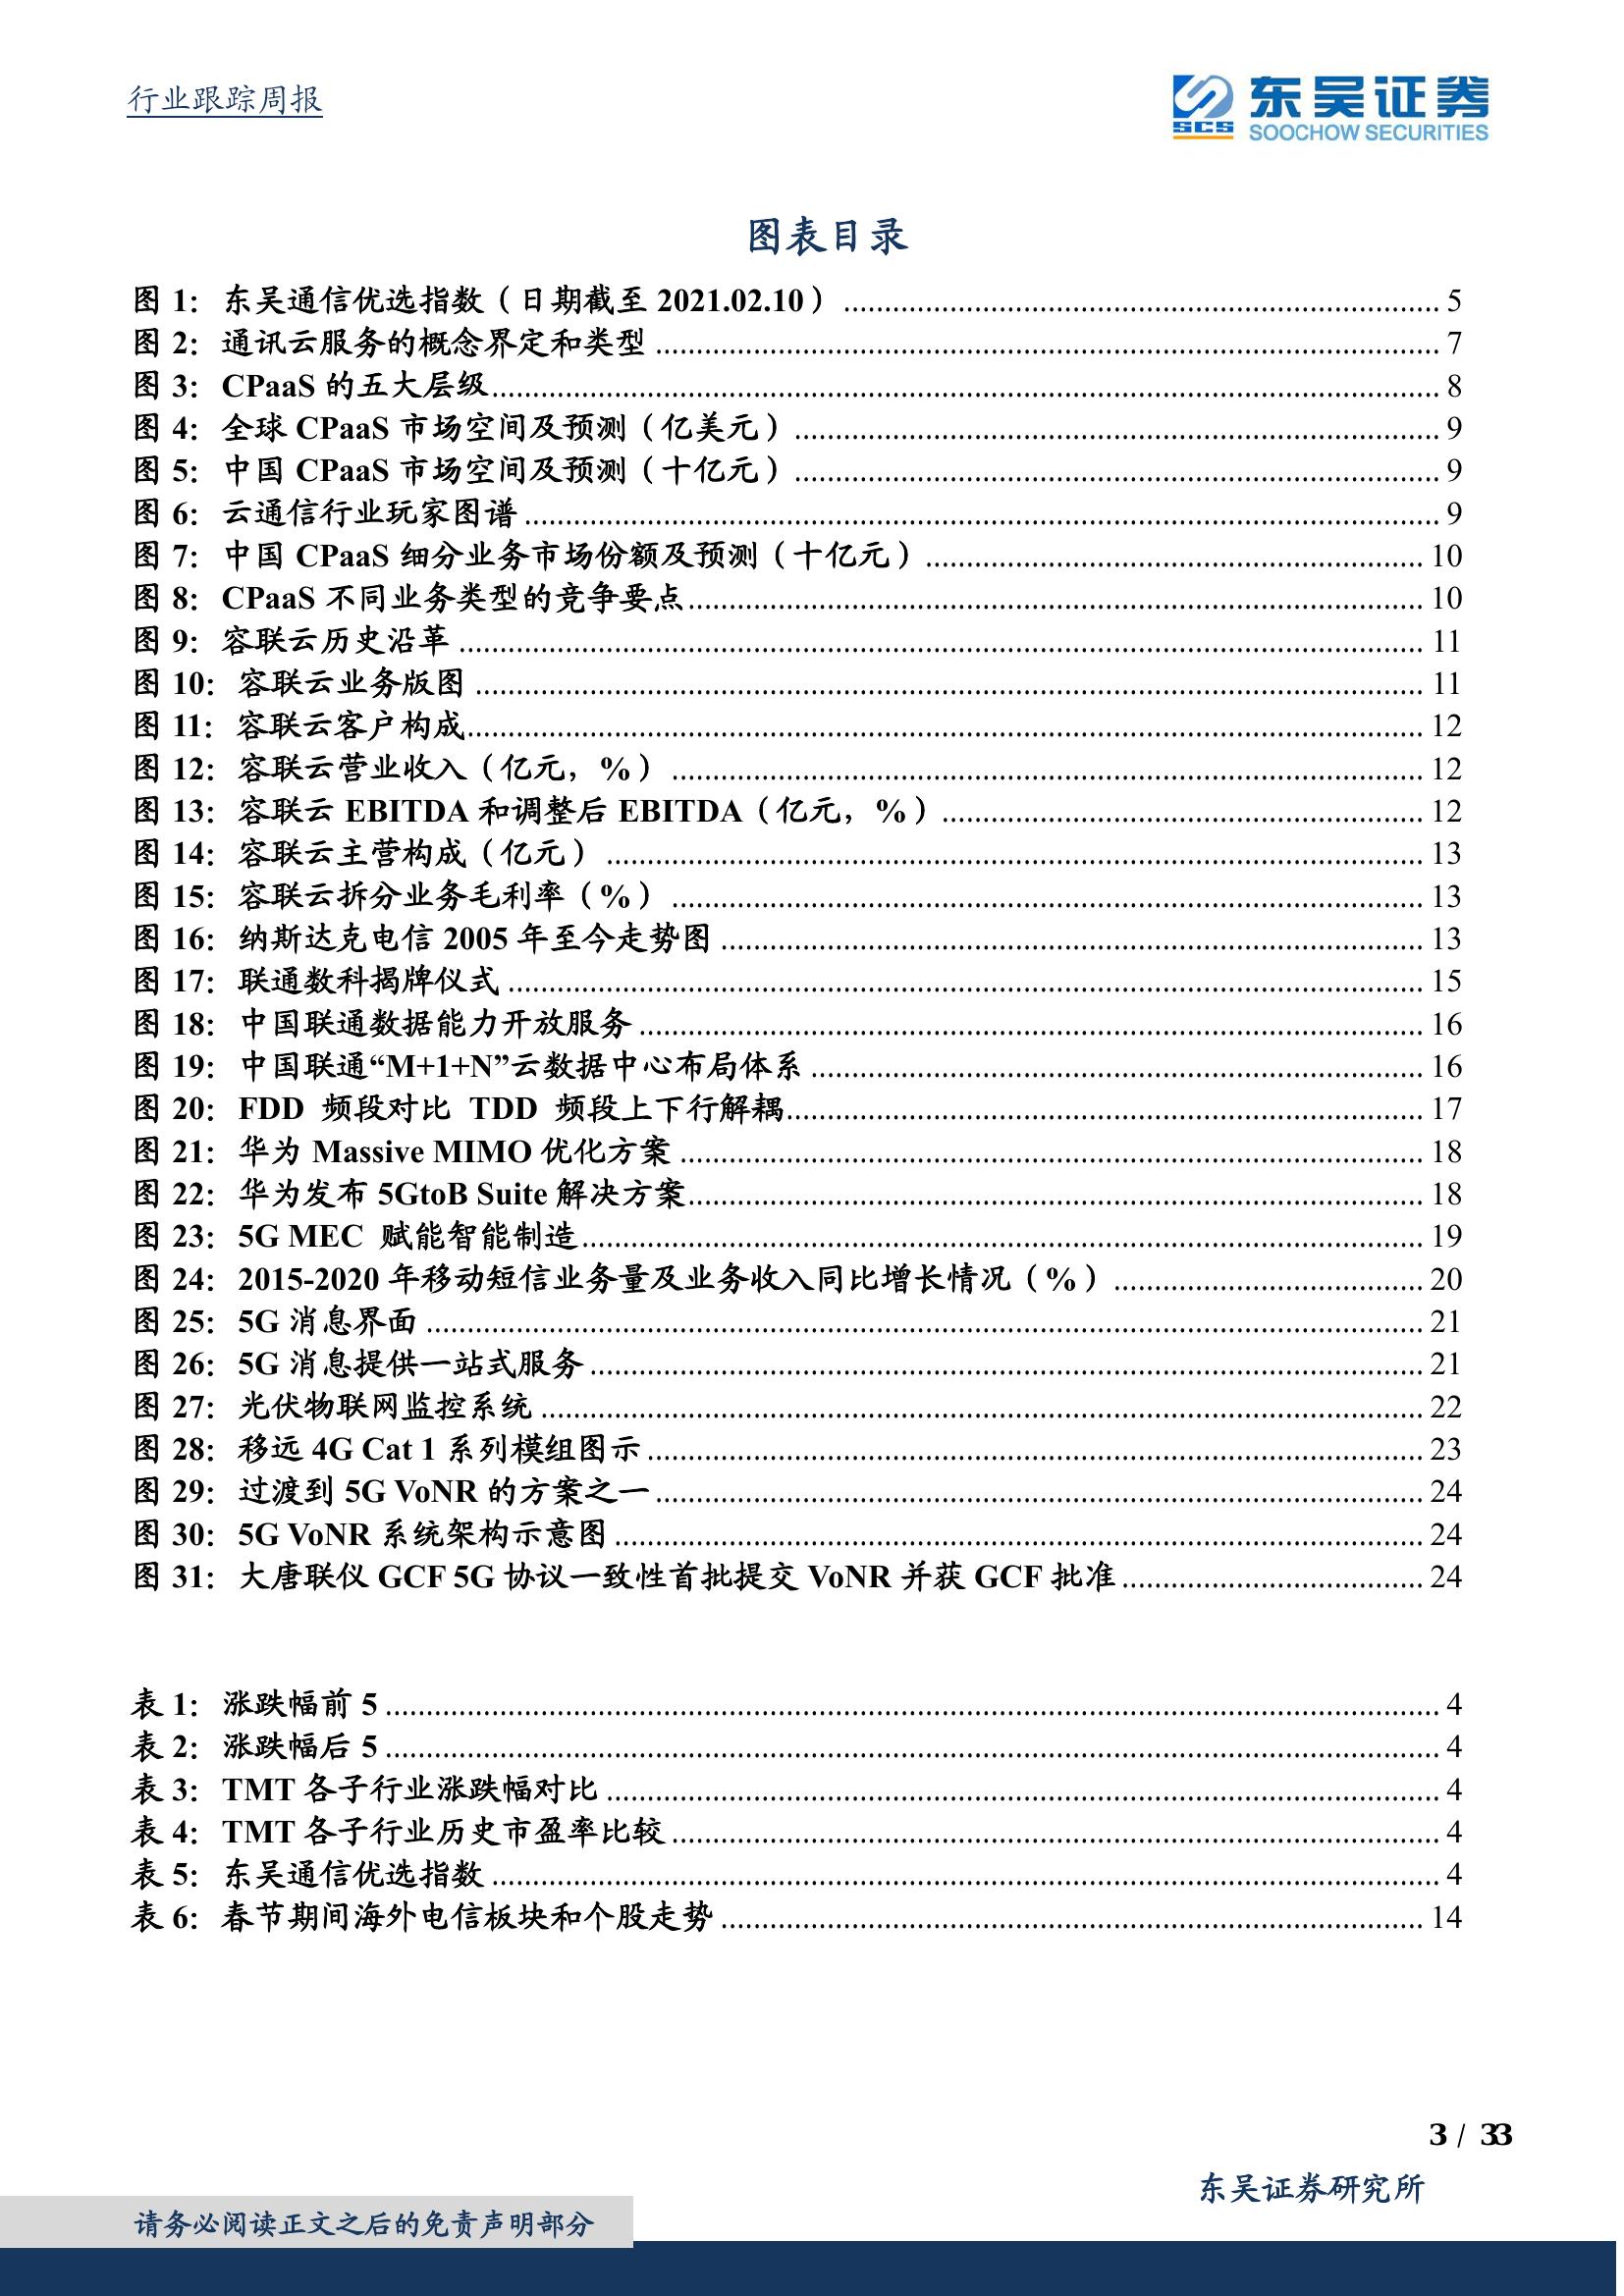 行业跟踪周报
东吴证券
SCS
SOOCHOW SECURITIES
图表目录
图 1：东吴通信优选指数（日期截至 2021.02.10） 5
图 2：通讯云服务的概念界定和类型 7
图 3：CPaaS 的五大层级 8
图 4：全球 CPaaS 市场空间及预测（亿美元） 9
图 5：中国 CPaaS 市场空间及预测（十亿元） 9
图 6：云通信行业玩家图谱 9
图 7：中国 CPaaS 细分业务市场份额及预测（十亿元） 10
图 8：CPaaS 不同业务类型的竞争要点 10
图 9：容联云历史沿革 11
图 10：容联云业务版图 11
图 11：容联云客户构成 12
图 12：容联云营业收入（亿元，%） 12
图 13：容联云 EBITDA 和调整后 EBITDA（亿元，%） 12
图 14：容联云主营构成（亿元） 13
图 15：容联云拆分业务毛利率（%） 13
图 16：纳斯达克电信 2005 年至今走势图 13
图 17：联通数科揭牌仪式 15
图 18：中国联通数据能力开放服务 16
图 19：中国联通“M+1+N”云数据中心布局体系 16
图 20：FDD 频段对比 TDD 频段上下行解耦 17
图 21：华为 Massive MIMO 优化方案 18
图 22：华为发布 5GtoB Suite 解决方案 18
图 23：5G MEC 赋能智能制造 19
图 24：2015-2020 年移动短信业务量及业务收入同比增长情况（%） 20
图 25：5G 消息界面 21
图 26：5G 消息提供一站式服务 21
图 27：光伏物联网监控系统 22
图 28：移远 4G Cat 1 系列模组图示 23
图 29：过渡到 5G VoNR 的方案之一 24
图 30：5G VoNR 系统架构示意图 24
图 31：大唐联仪 GCF 5G 协议一致性首批提交 VoNR 并获 GCF 批准 24
表 1：涨跌幅前 5 4
表 2：涨跌幅后 5 4
表 3：TMT 各子行业涨跌幅对比 4
表 4：TMT 各子行业历史市盈率比较 4
表 5：东吴通信优选指数 4
表 6：春节期间海外电信板块和个股走势 14
3 / 33
东吴证券研究所
请务必阅读正文之后的免责声明部分